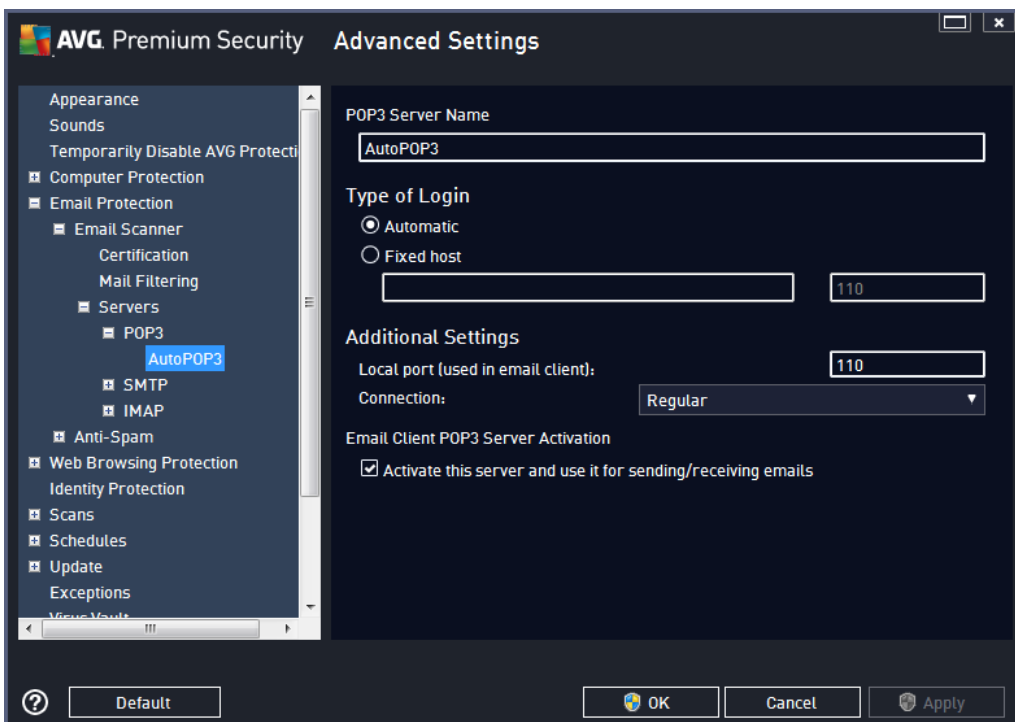 AVG. Premium Security Advanced Settings
Appearance
Sounds
Temporarily Disable AVG Protecti
Computer Protection
Email Protection
Email Scanner
Certification
Mail Filtering
Servers
POP3
AutoPOP3
SMTP
IMAP
Anti-Spam
Web Browsing Protection
Identity Protection
Scans
Schedules
Update
Exceptions
Virus Vault
POP3 Server Name
AutoPOP3
Type of Login
Automatic
Fixed host
110
Additional Settings
Local port (used in email client): 110
Connection: Regular
Email Client POP3 Server Activation
Activate this server and use it for sending/receiving emails
? Default OK Cancel Apply